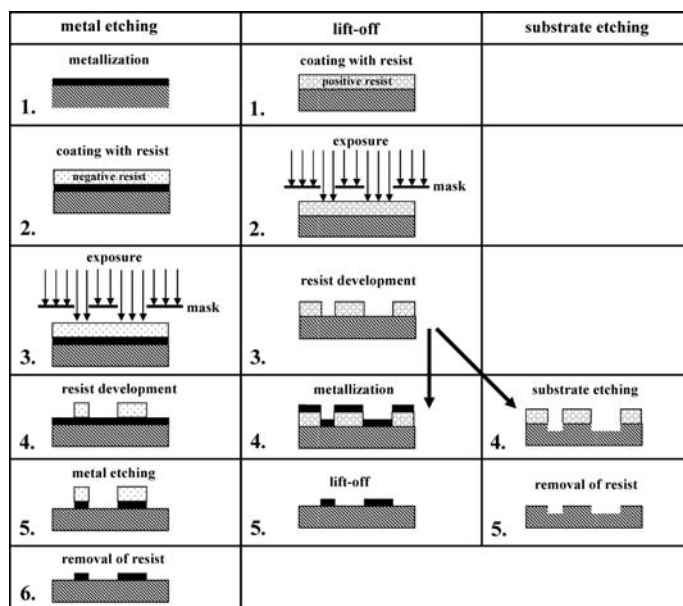 metal etching
lift-off
substrate etching
metallization
1.
coating with resist
positive resist
1.
coating with resist
negative resist
2.
exposure
mask
2.
exposure
mask
3.
resist development
3.
resist development
4.
metallization
4.
substrate etching
4.
metal etching
5.
lift-off
5.
removal of resist
5.
removal of resist
6.